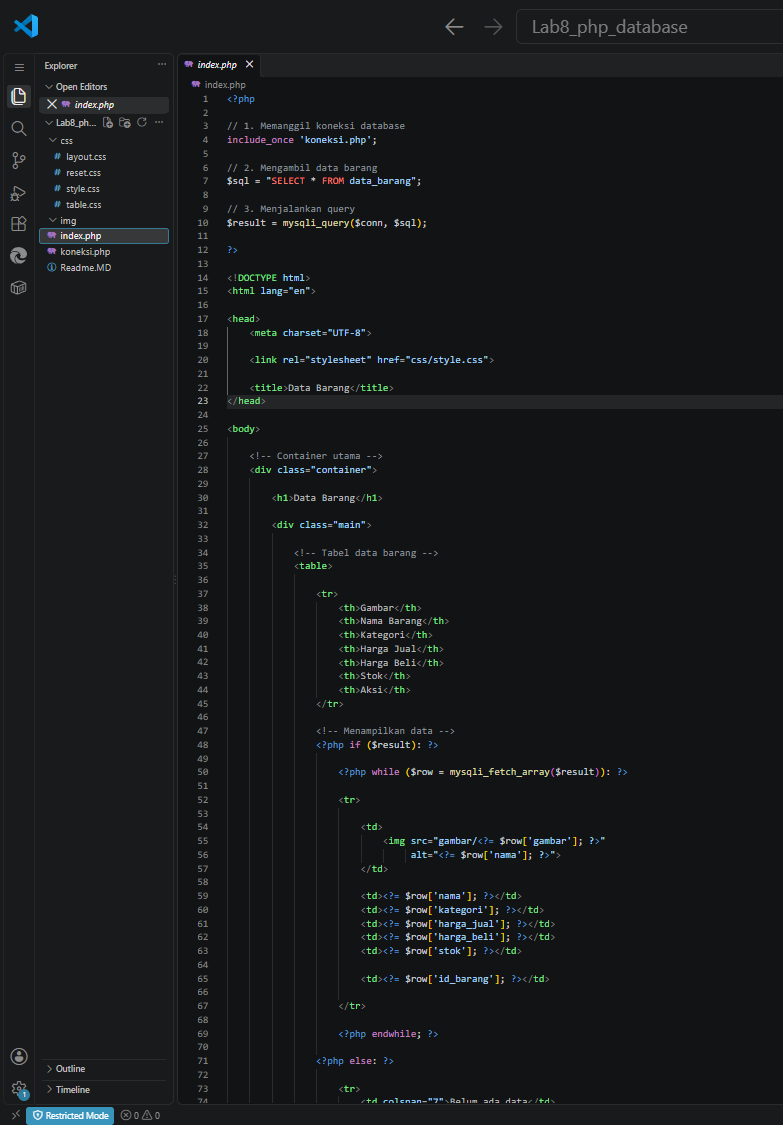 Lab8_php_database
Explorer
Open Editors
index.php
Lab8_ph...
css
layout.css
reset.css
style.css
table.css
img
index.php
koneksi.php
Readme.MD
Outline
Timeline
index.php
index.php
1 <?php
2
3 // 1. Memanggil koneksi database
4 include_once 'koneksi.php';
5
6 // 2. Mengambil data barang
7 $sql = "SELECT * FROM data_barang";
8
9 // 3. Menjalankan query
10 $result = mysqli_query($conn, $sql);
11
12 ?>
13
14 <!DOCTYPE html>
15 <html lang="en">
16
17 <head>
18 <meta charset="UTF-8">
19
20 <link rel="stylesheet" href="css/style.css">
21
22 <title>Data Barang</title>
23 </head>
24
25 <body>
26
27 <!-- Container utama -->
28 <div class="container">
29
30 <h1>Data Barang</h1>
31
32 <div class="main">
33
34 <!-- Tabel data barang -->
35 <table>
36
37 <tr>
38 <th>Gambar</th>
39 <th>Nama Barang</th>
40 <th>Kategori</th>
41 <th>Harga Jual</th>
42 <th>Harga Beli</th>
43 <th>Stok</th>
44 <th>Aksi</th>
45 </tr>
46
47 <!-- Menampilkan data -->
48 <?php if ($result): ?>
49
50 <?php while ($row = mysqli_fetch_array($result)): ?>
51
52 <tr>
53
54 <td>
55 <img src="gambar/<?= $row['gambar']; ?>"
56 alt="<?= $row['nama']; ?>">
57 </td>
58
59 <td><?= $row['nama']; ?></td>
60 <td><?= $row['kategori']; ?></td>
61 <td><?= $row['harga_jual']; ?></td>
62 <td><?= $row['harga_beli']; ?></td>
63 <td><?= $row['stok']; ?></td>
64
65 <td><?= $row['id_barang']; ?></td>
66
67 </tr>
68
69 <?php endwhile; ?>
70
71 <?php else: ?>
72
73 <tr>
74 <td colspan="7">Belum ada data</td>
1
Restricted Mode
0 0